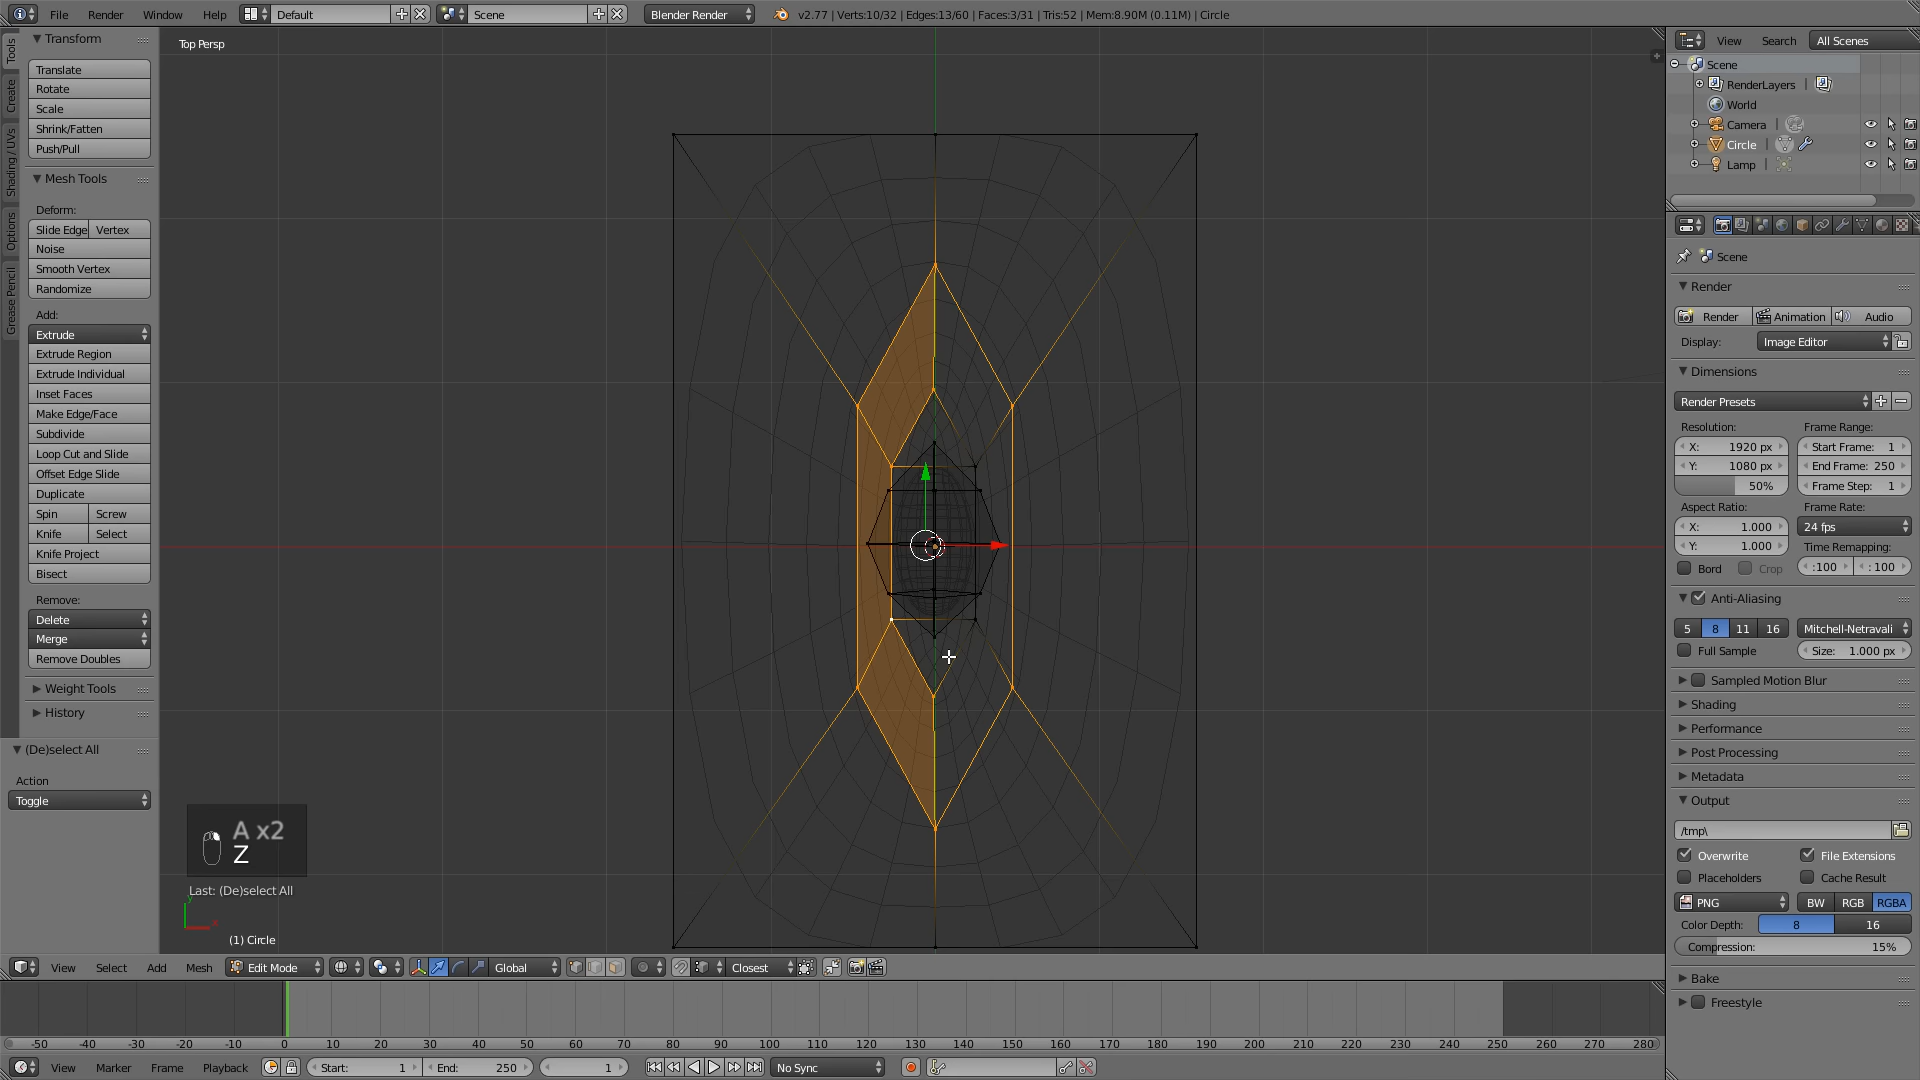 File Render Window Help Default Scene Blender Render v2.77 | Verts:10/32 | Edges:13/60 | Faces:3/31 | Tris:52 | Mem:8.90M (0.11M) | Circle
Tools
Create
Shading / UVs
Options
Grease Pencil
Transform
Translate
Rotate
Scale
Shrink/Fatten
Push/Pull
Mesh Tools
Deform:
Slide Edge Vertex
Noise
Smooth Vertex
Randomize
Add:
Extrude
Extrude Region
Extrude Individual
Inset Faces
Make Edge/Face
Subdivide
Loop Cut and Slide
Offset Edge Slide
Duplicate
Spin Screw
Knife Select
Knife Project
Bisect
Remove:
Delete
Merge
Remove Doubles
Weight Tools
History
(De)select All
Action
Toggle
Top Persp
A x2
Z
Last: (De)select All
y
x
(1) Circle
View Select Add Mesh Edit Mode Global Closest
-50 -40 -30 -20 -10 0 10 20 30 40 50 60 70 80 90 100 110 120 130 140 150 160 170 180 190 200 210 220 230 240 250 260 270 280
View Marker Frame Playback Start: 1 End: 250 1 No Sync
View Search All Scenes
Scene
RenderLayers |
World
Camera |
Circle |
Lamp |
Scene
Render
Render Animation Audio
Display: Image Editor
Dimensions
Render Presets
Resolution: Frame Range:
X: 1920 px Start Frame: 1
Y: 1080 px End Frame: 250
50% Frame Step: 1
Aspect Ratio: Frame Rate:
X: 1.000 24 fps
Y: 1.000 Time Remapping:
Bord Crop :100 : 100
Anti-Aliasing
5 8 11 16 Mitchell-Netravali
Full Sample Size: 1.000 px
Sampled Motion Blur
Shading
Performance
Post Processing
Metadata
Output
/tmp\
Overwrite File Extensions
Placeholders Cache Result
PNG BW RGB RGBA
Color Depth: 8 16
Compression: 15%
Bake
Freestyle